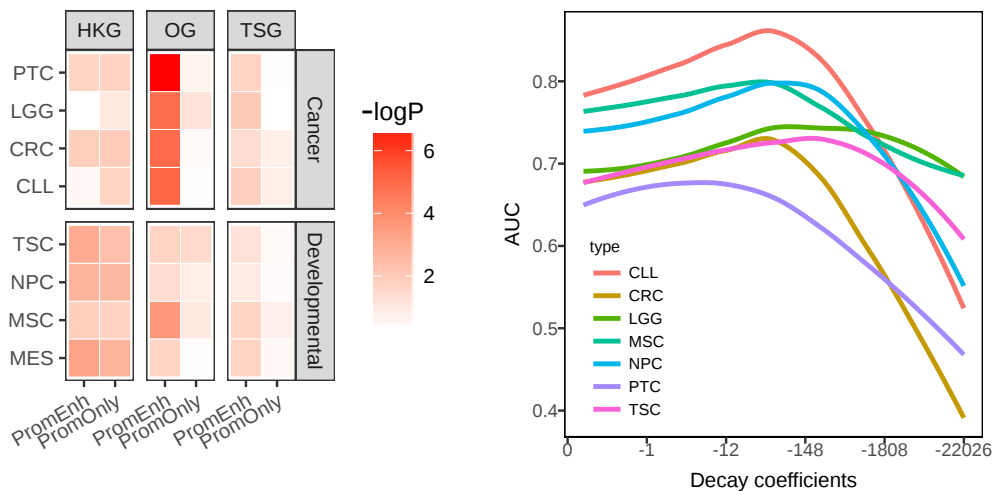 HKG OG TSG
PTC
LGG
CRC
CLL
Cancer
TSC
NPC
MSC
MES
Developmental
PromEnh
PromOnly
PromEnh
PromOnly
PromEnh
PromOnly
-logP
6
4
2
AUC
0.8
0.7
0.6
0.5
0.4
type
CLL
CRC
LGG
MSC
NPC
PTC
TSC
0 -1 -12 -148 -1808 -22026
Decay coefficients